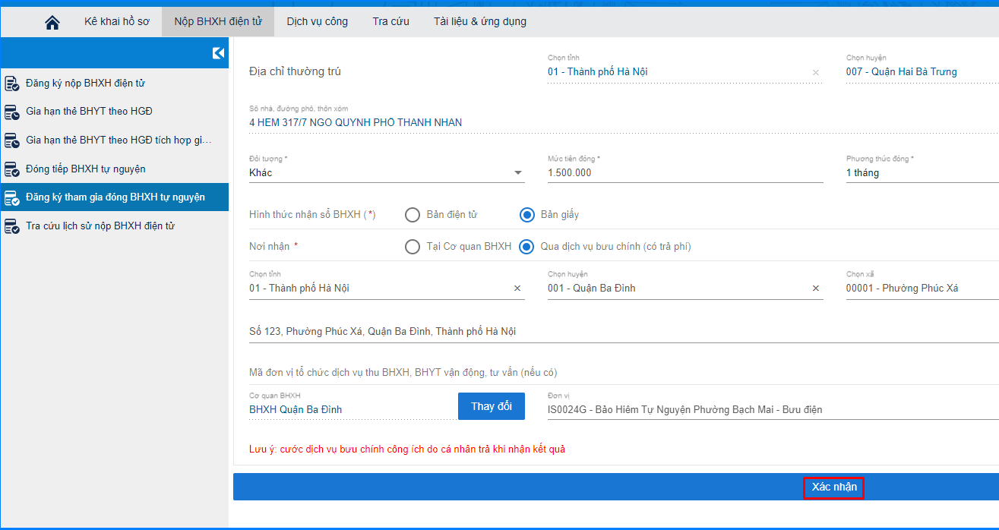 Kê khai hồ sơ Nộp BHXH điện tử Dịch vụ công Tra cứu Tài liệu & ứng dụng
Đăng ký nộp BHXH điện tử
Gia hạn thẻ BHYT theo HGĐ
Gia hạn thẻ BHYT theo HGĐ tích hợp gi...
Đóng tiếp BHXH tự nguyện
Đăng ký tham gia đóng BHXH tự nguyện
Tra cứu lịch sử nộp BHXH điện tử
Chọn tỉnh Chọn huyện
Địa chỉ thường trú 01 - Thành phố Hà Nội 007 - Quận Hai Bà Trưng
Số nhà, đường phố, thôn xóm
4 HEM 317/7 NGO QUYNH PHỐ THANH NHAN
Đối tượng * Mức tiền đóng * Phương thức đóng *
Khác 1.500.000 1 tháng
Hình thức nhận sổ BHXH (*) Bản điện tử Bản giấy
Nơi nhận * Tại Cơ quan BHXH Qua dịch vụ bưu chính (có trả phí)
Chọn tỉnh Chọn huyện Chọn xã
01 - Thành phố Hà Nội 001 - Quận Ba Đình 00001 - Phường Phúc Xá
Số 123, Phường Phúc Xá, Quận Ba Đình, Thành phố Hà Nội
Mã đơn vị tổ chức dịch vụ thu BHXH, BHYT vận động, tư vấn (nếu có)
Cơ quan BHXH Đơn vị
BHXH Quận Ba Đình Thay đổi IS0024G - Bảo Hiểm Tự Nguyện Phường Bạch Mai - Bưu điện
Lưu ý: cước dịch vụ bưu chính công ích do cá nhân trả khi nhận kết quả
Xác nhận